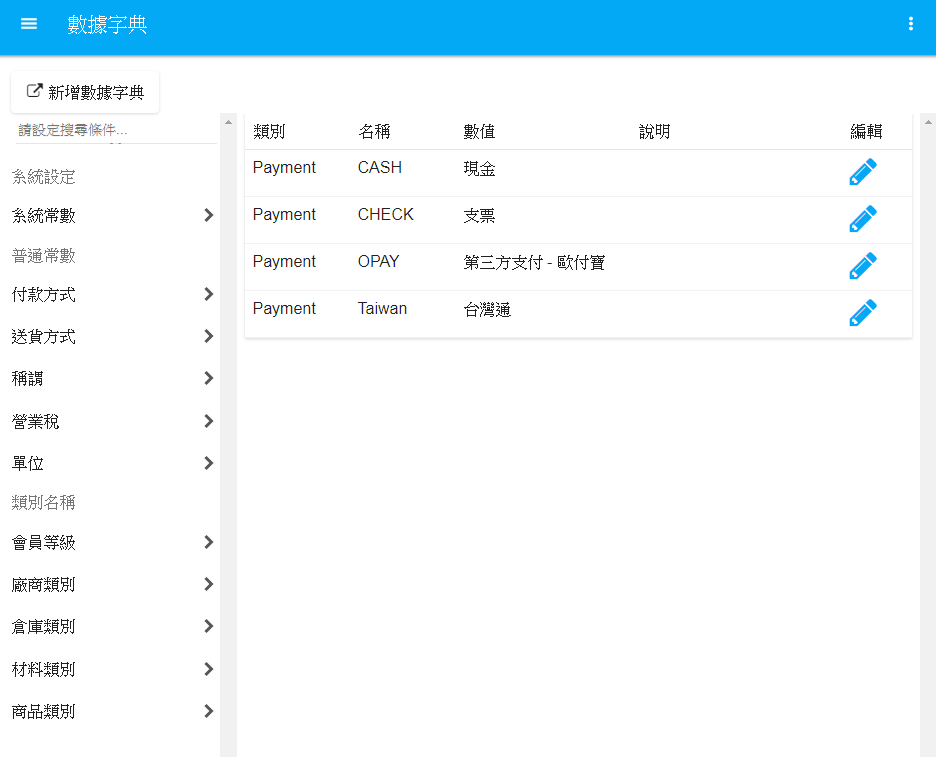 數據字典
新增數據字典
請設定搜尋條件...
系統設定
系統常數
普通常數
付款方式
送貨方式
稱謂
營業稅
單位
類別名稱
會員等級
廠商類別
倉庫類別
材料類別
商品類別
類別 名稱 數值 說明 編輯
Payment CASH 現金
Payment CHECK 支票
Payment OPAY 第三方支付 - 歐付寶
Payment Taiwan 台灣通